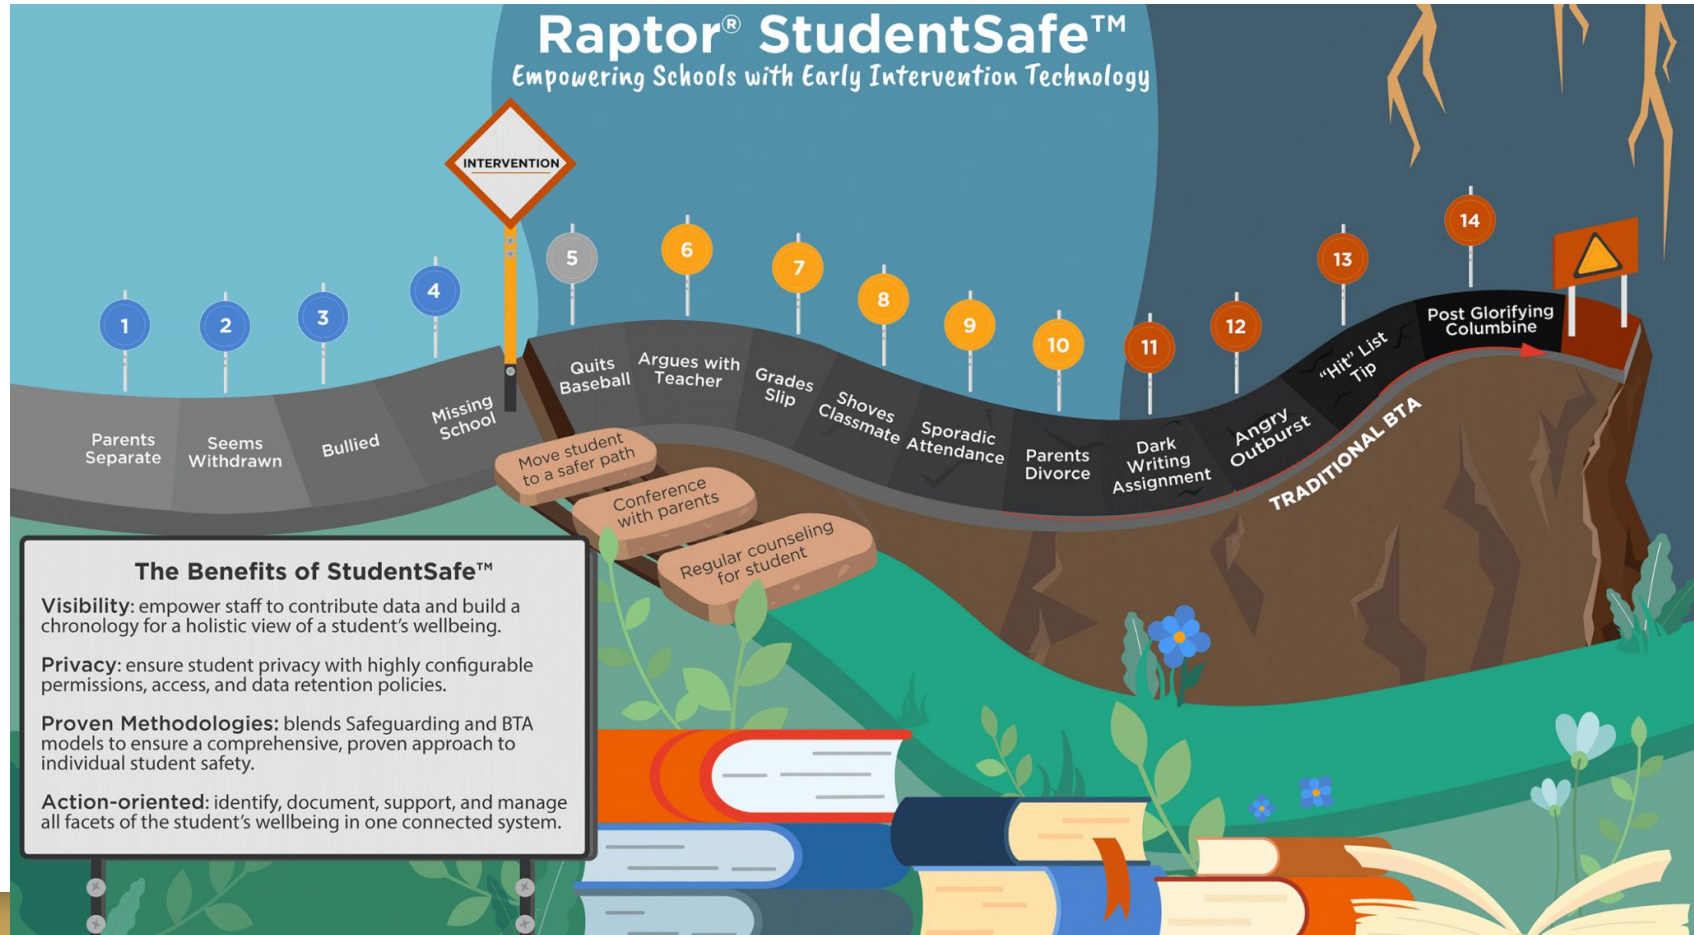 Raptor® StudentSafe™
Empowering Schools with Early Intervention Technology
INTERVENTION
1
2
3
4
5
6
7
8
9
10
11
12
13
14
Parents
Separate
Seems
Withdrawn
Bullied
Missing
School
Quits
Baseball
Argues with
Teacher
Grades
Slip
Shoves
Classmate
Sporadic
Attendance
Parents
Divorce
Dark
Writing
Assignment
Angry
Outburst
“Hit” List
Tip
Post Glorifying
Columbine
TRADITIONAL BTA
Move student
to a safer path
Conference
with parents
Regular counseling
for student
The Benefits of StudentSafe™
Visibility: empower staff to contribute data and build a
chronology for a holistic view of a student’s wellbeing.
Privacy: ensure student privacy with highly configurable
permissions, access, and data retention policies.
Proven Methodologies: blends Safeguarding and BTA
models to ensure a comprehensive, proven approach to
individual student safety.
Action-oriented: identify, document, support, and manage
all facets of the student’s wellbeing in one connected system.